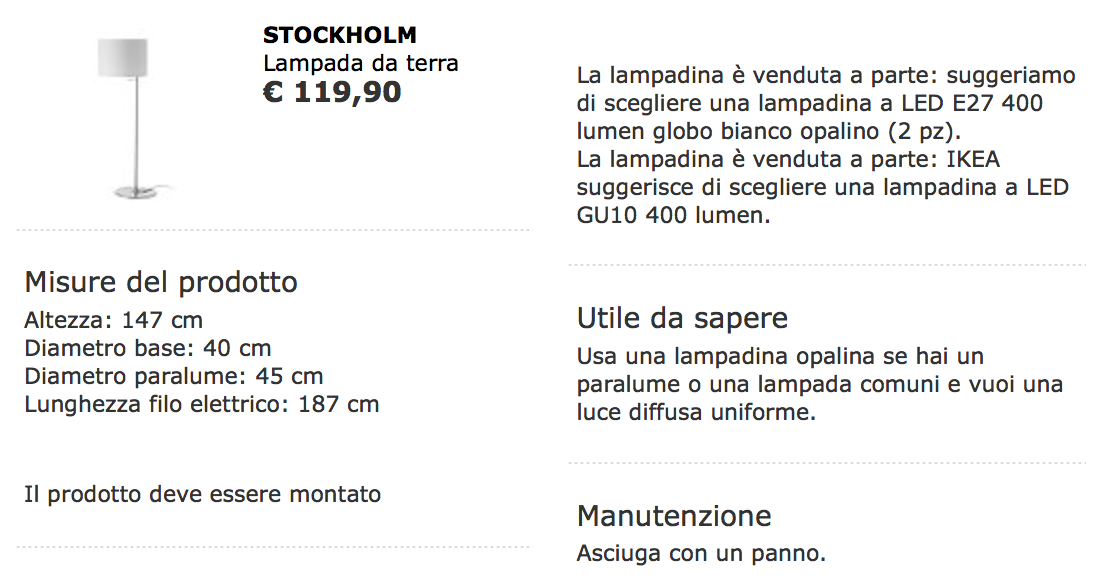 STOCKHOLM
Lampada da terra
€ 119,90
Misure del prodotto
Altezza: 147 cm
Diametro base: 40 cm
Diametro paralume: 45 cm
Lunghezza filo elettrico: 187 cm
Il prodotto deve essere montato
La lampadina è venduta a parte: suggeriamo
di scegliere una lampadina a LED E27 400
lumen globo bianco opalino (2 pz).
La lampadina è venduta a parte: IKEA
suggerisce di scegliere una lampadina a LED
GU10 400 lumen.
Utile da sapere
Usa una lampadina opalina se hai un
paralume o una lampada comuni e vuoi una
luce diffusa uniforme.
Manutenzione
Asciuga con un panno.